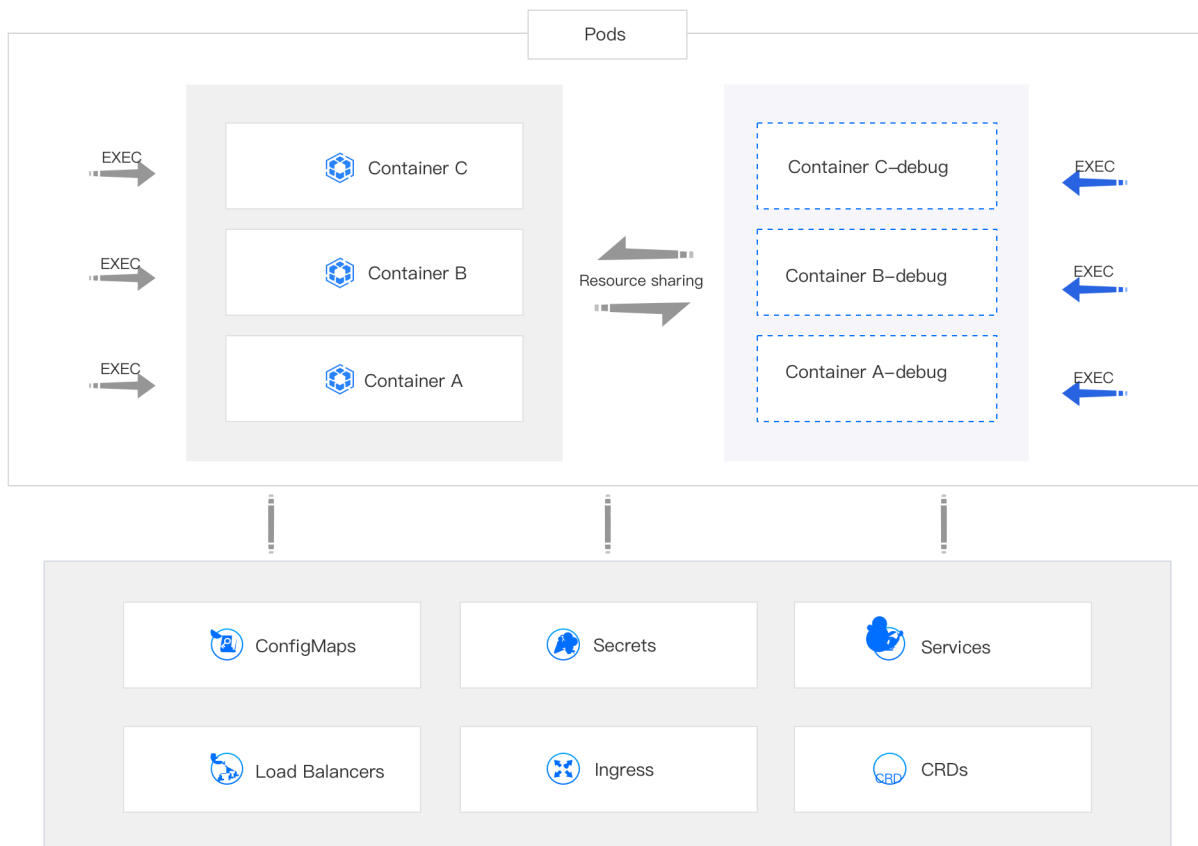 Pods
EXEC
Container C
Container C-debug
EXEC
EXEC
Container B
Resource sharing
Container B-debug
EXEC
EXEC
Container A
Container A-debug
EXEC
ConfigMaps
Secrets
Services
Load Balancers
Ingress
CRD
CRDs